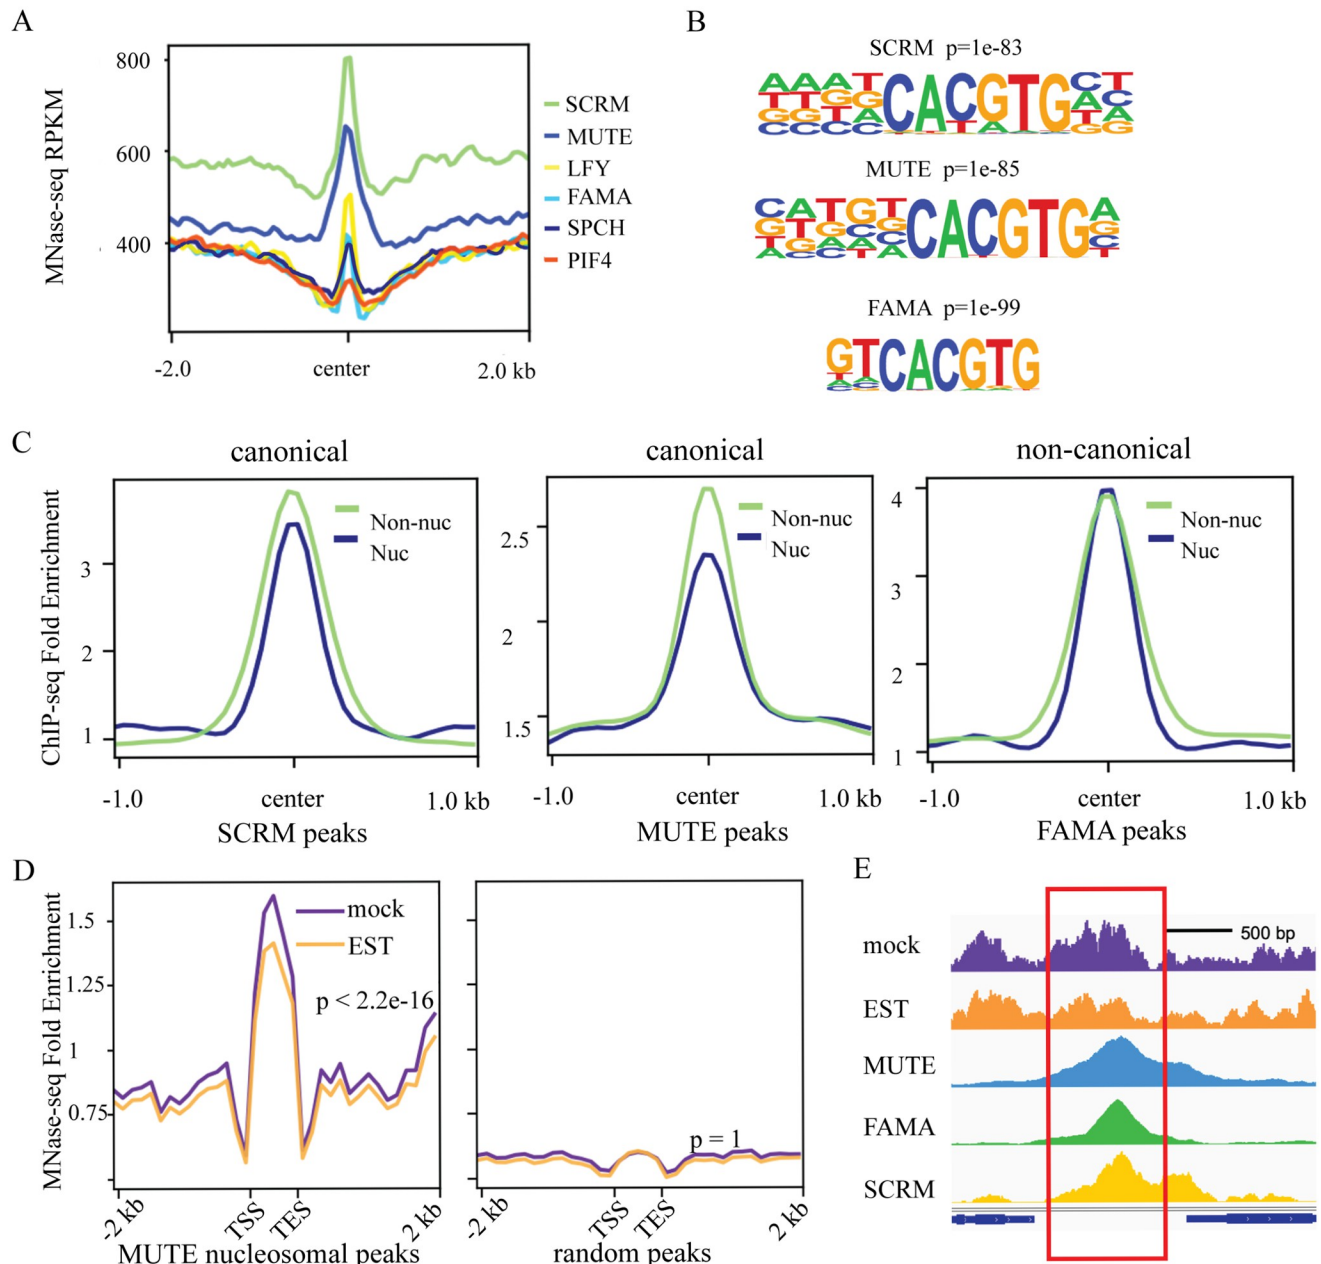 A
MNase-seq RPKM
800
600
400
-2.0
center
2.0 kb
SCRM
MUTE
LFY
FAMA
SPCH
PIF4
B
SCRM p=1e-83
CACGTG
MUTE p=1e-85
CACGTG
FAMA p=1e-99
GTCACGTG
C
ChIP-seq Fold Enrichment
canonical
Non-nuc
Nuc
3
2
1
-1.0
center
1.0 kb
SCRM peaks
canonical
Non-nuc
Nuc
2.5
2
1.5
-1.0
center
1.0 kb
MUTE peaks
non-canonical
Non-nuc
Nuc
4
3
2
1
-1.0
center
1.0 kb
FAMA peaks
D
MNase-seq Fold Enrichment
1.5
1.25
1
0.75
mock
EST
p < 2.2e-16
-2 kb
TSS
TES
2 kb
MUTE nucleosomal peaks
p = 1
-2 kb
TSS
TES
2 kb
random peaks
E
mock
500 bp
EST
MUTE
FAMA
SCRM